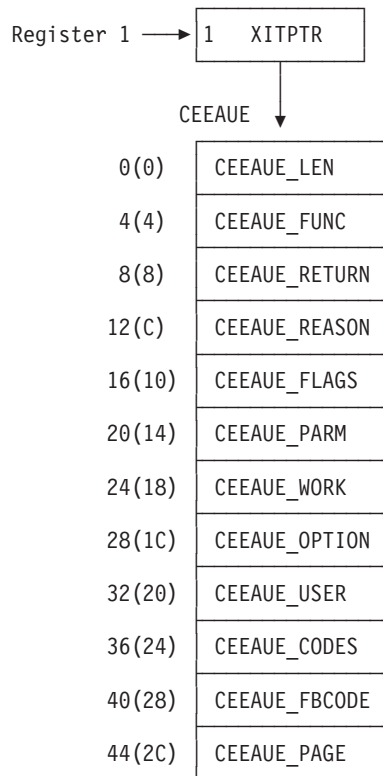 Register 1 1 XITPTR
CEEAUE
0(0) CEEAUE_LEN
4(4) CEEAUE_FUNC
8(8) CEEAUE_RETURN
12(C) CEEAUE_REASON
16(10) CEEAUE_FLAGS
20(14) CEEAUE_PARM
24(18) CEEAUE_WORK
28(1C) CEEAUE_OPTION
32(20) CEEAUE_USER
36(24) CEEAUE_CODES
40(28) CEEAUE_FBCODE
44(2C) CEEAUE_PAGE